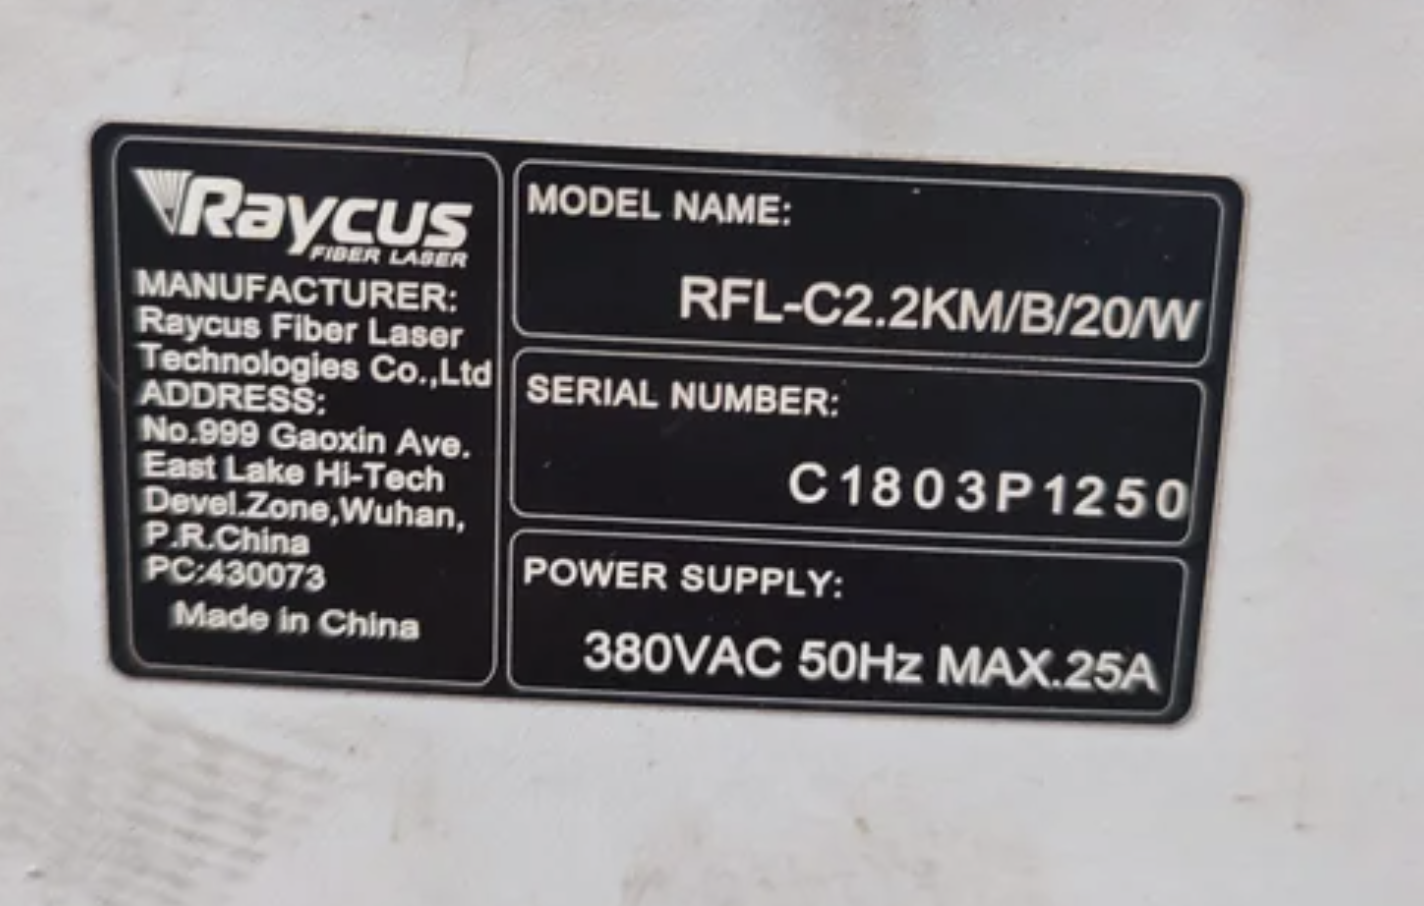 Raycus
FIBER LASER
MANUFACTURER:
Raycus Fiber Laser
Technologies Co.,Ltd
ADDRESS:
No.999 Gaoxin Ave.
East Lake Hi-Tech
Devel.Zone,Wuhan,
P.R.China
PC:430073
Made in China
MODEL NAME:
RFL-C2.2KM/B/20/W
SERIAL NUMBER:
C1803P1250
POWER SUPPLY:
380VAC 50Hz MAX.25A